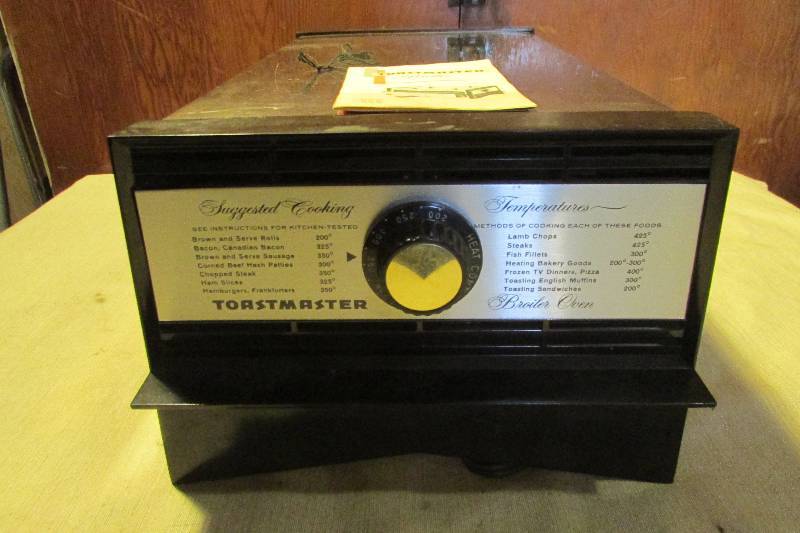 TOASTMASTER
Suggested Cooking Temperatures
SEE INSTRUCTIONS FOR KITCHEN-TESTED METHODS OF COOKING EACH OF THESE FOODS
Brown and Serve Rolls 200°
Bacon, Canadian Bacon 325°
Brown and Serve Sausage 350°
Corned Beef Hash Patties 300°
Chopped Steak 350°
Ham Slices 325°
Hamburgers, Frankfurters 350°
TOASTMASTER
200
250
HEAT
Lamb Chops 425°
Steaks 425°
Fish Fillets 300°
Heating Bakery Goods 200°-300°
Frozen TV Dinners, Pizza 400°
Toasting English Muffins 300°
Toasting Sandwiches 200°
Broiler Oven